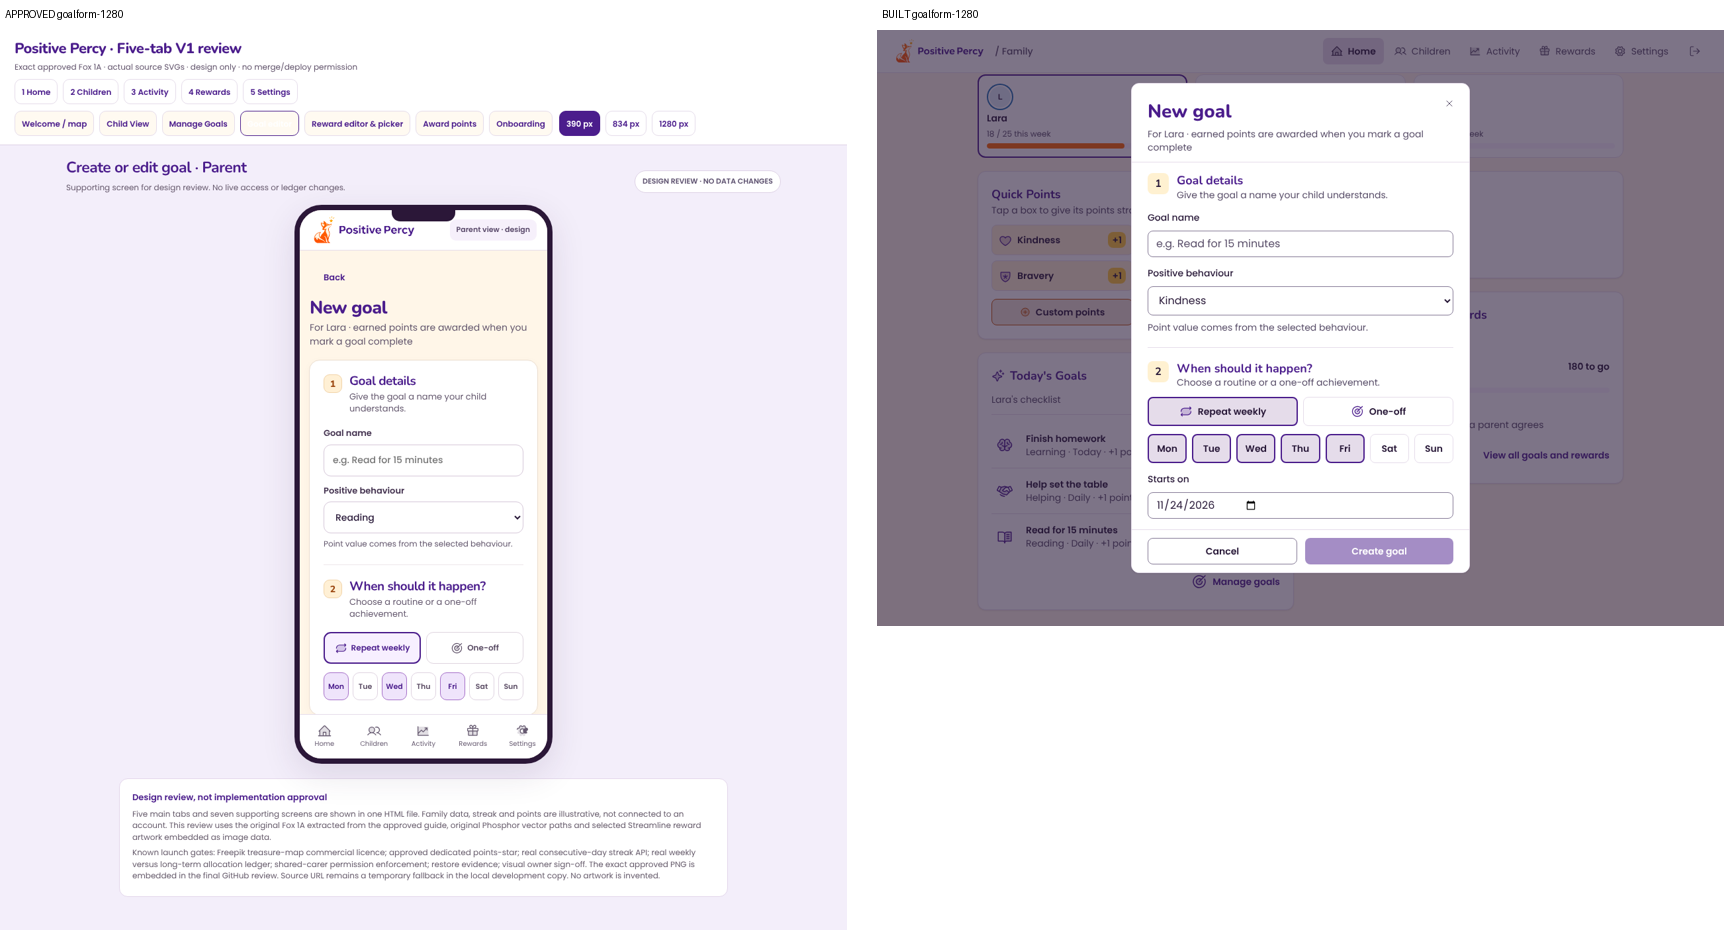 APPROVED goalform-1280
Positive Percy · Five-tab V1 review
Exact approved Fox 1A · actual source SVGs · design only · no merge/deploy permission
1 Home
2 Children
3 Activity
4 Rewards
5 Settings
Welcome / map
Child View
Manage Goals
Reward editor & picker
Award points
Onboarding
390 px
834 px
1280 px
Create or edit goal · Parent
Supporting screen for design review. No live access or ledger changes.
DESIGN REVIEW · NO DATA CHANGES
Positive Percy
Parent view · design
Back
New goal
For Lara · earned points are awarded when you
mark a goal complete
1
Goal details
Give the goal a name your child
understands.
Goal name
e.g. Read for 15 minutes
Positive behaviour
Reading
Point value comes from the selected behaviour.
2
When should it happen?
Choose a routine or a one-off
achievement.
Repeat weekly
One-off
Mon
Tue
Wed
Thu
Fri
Sat
Sun
Home
Children
Activity
Rewards
Settings
Design review, not implementation approval
Five main tabs and seven supporting screens are shown in one HTML file. Family data, streak and points are illustrative, not connected to an
account. This review uses the original Fox 1A extracted from the approved guide, original Phosphor vector paths and selected Streamline reward
artwork embedded as image data.
Known launch gates: Freepik treasure-map commercial licence; approved dedicated points-star; real consecutive-day streak API; real weekly
versus long-term allocation ledger; shared-carer permission enforcement; restore evidence; visual owner sign-off. The exact approved PNG is
embedded in the final GitHub review. Source URL remains a temporary fallback in the local development copy. No artwork is invented.
BUILT goalform-1280
Positive Percy
/ Family
Home
Children
Activity
Rewards
Settings
L
Lara
18 / 25 this week
eek
Quick Points
Tap a box to give its points stra
Kindness
+1
Bravery
+1
Custom points
Today's Goals
Lara's checklist
Finish homework
Learning · Today · +1 po
Help set the table
Helping · Daily · +1 point
Read for 15 minutes
Reading · Daily · +1 poin
Manage goals
rds
180 to go
a parent agrees
View all goals and rewards
New goal
For Lara · earned points are awarded when you mark a goal
complete
1
Goal details
Give the goal a name your child understands.
Goal name
e.g. Read for 15 minutes
Positive behaviour
Kindness
Point value comes from the selected behaviour.
2
When should it happen?
Choose a routine or a one-off achievement.
Repeat weekly
One-off
Mon
Tue
Wed
Thu
Fri
Sat
Sun
Starts on
11/24/2026
Cancel
Create goal